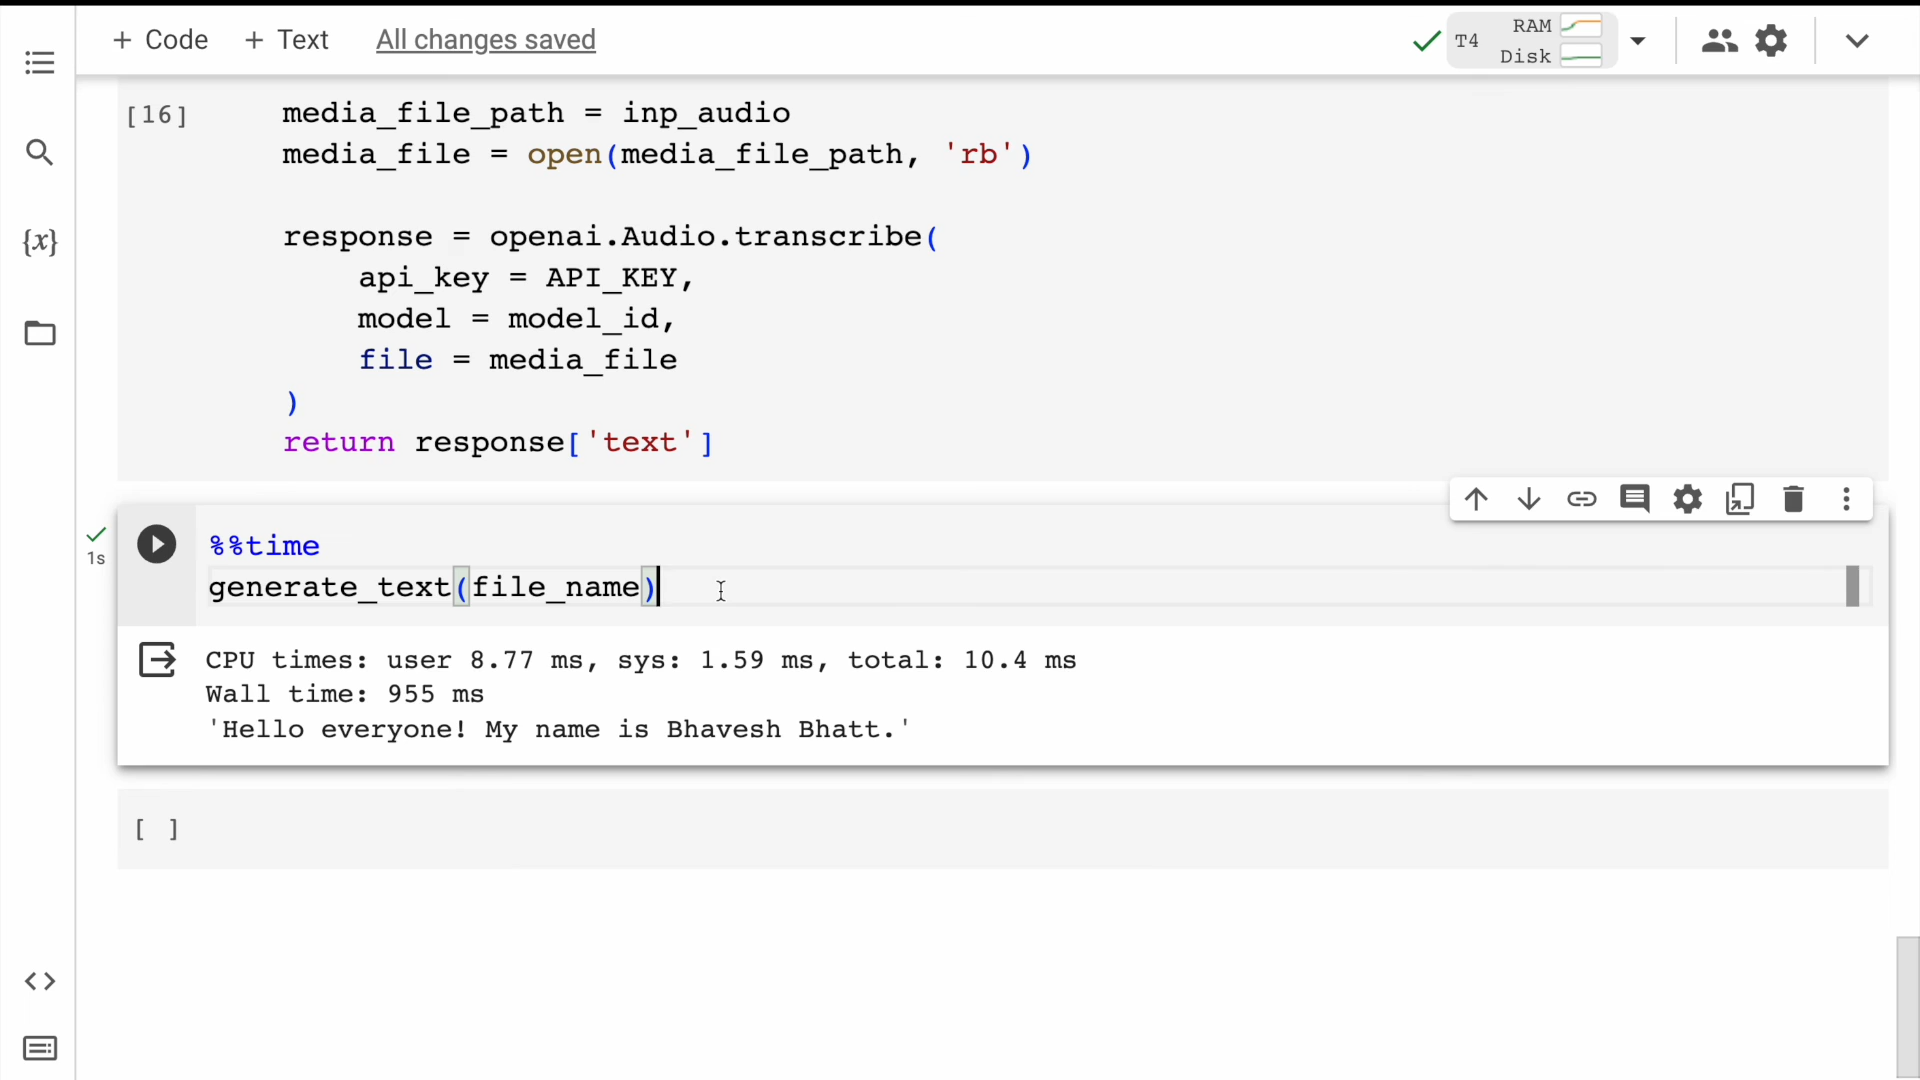 + Code + Text All changes saved
T4 RAM
Disk
{x}
[16] media_file_path = inp_audio
media_file = open(media_file_path, 'rb')
response = openai.Audio.transcribe(
api_key = API_KEY,
model = model_id,
file = media_file
)
return response['text']
1s
%%time
generate_text(file_name)
CPU times: user 8.77 ms, sys: 1.59 ms, total: 10.4 ms
Wall time: 955 ms
'Hello everyone! My name is Bhavesh Bhatt.'
[ ]